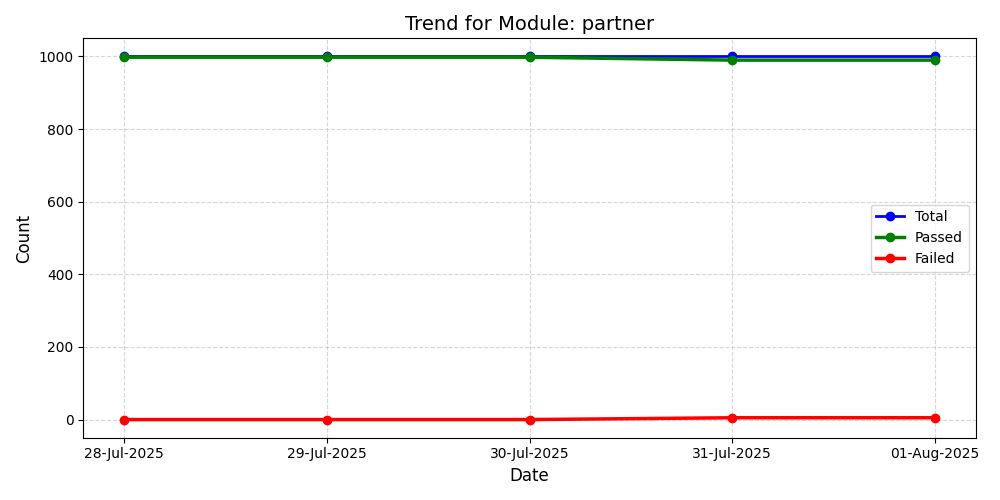 Trend for Module: partner
1000
800
600
400
200
0
Count
Total
Passed
Failed
28-Jul-2025
29-Jul-2025
30-Jul-2025
31-Jul-2025
01-Aug-2025
Date